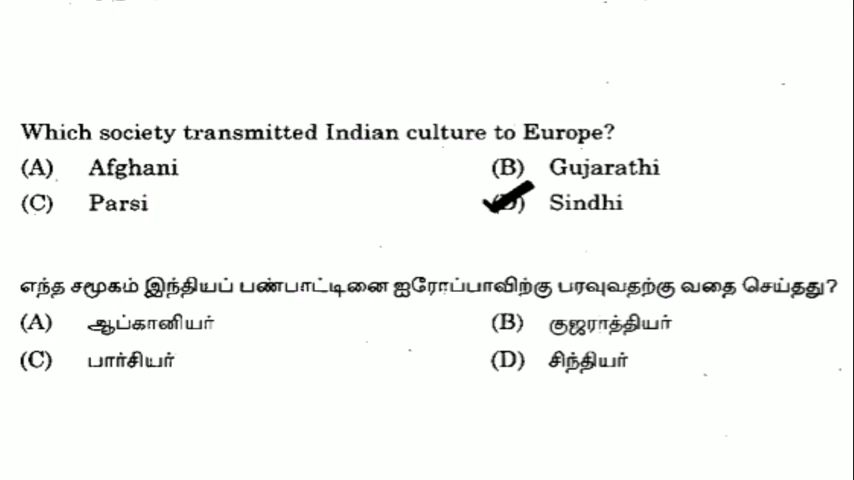 Which society transmitted Indian culture to Europe?
(A) Afghani (B) Gujarathi
(C) Parsi (D) Sindhi
எந்த சமூகம் இந்தியப் பண்பாட்டினை ஐரோப்பாவிற்கு பரவுவதற்கு வதை செய்தது?
(A) ஆப்கானியர் (B) குஜராத்தியர்
(C) பார்சியர் (D) சிந்தியர்